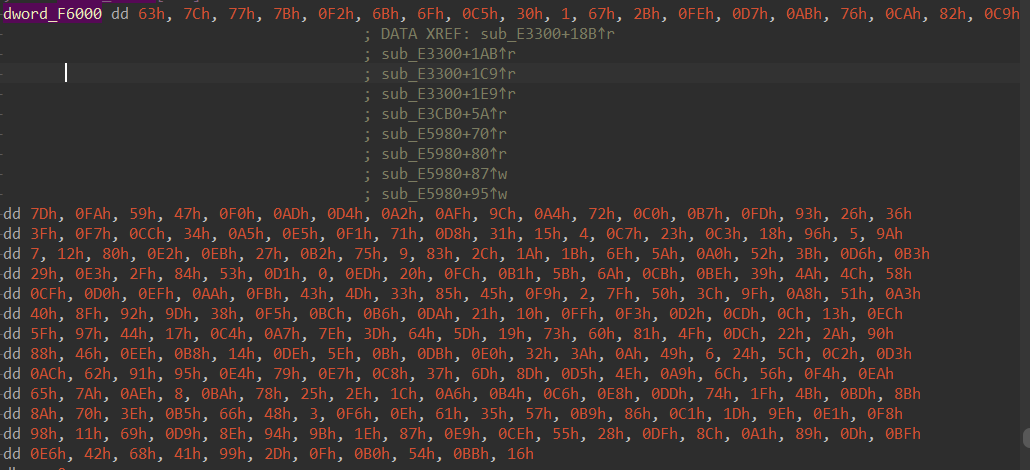 dword_F6000 dd 63h, 7Ch, 77h, 7Bh, 0F2h, 6Bh, 6Fh, 0C5h, 30h, 1, 67h, 2Bh, 0FEh, 0D7h, 0ABh, 76h, 0CAh, 82h, 0C9h
; DATA XREF: sub_E3300+18B↑r
; sub_E3300+1AB↑r
; sub_E3300+1C9↑r
; sub_E3300+1E9↑r
; sub_E3CB0+5A↑r
; sub_E5980+70↑r
; sub_E5980+80↑r
; sub_E5980+87↑w
; sub_E5980+95↑w
dd 7Dh, 0FAh, 59h, 47h, 0F0h, 0ADh, 0D4h, 0A2h, 0AFh, 9Ch, 0A4h, 72h, 0C0h, 0B7h, 0FDh, 93h, 26h, 36h
dd 3Fh, 0F7h, 0CCh, 34h, 0A5h, 0E5h, 0F1h, 71h, 0D8h, 31h, 15h, 4, 0C7h, 23h, 0C3h, 18h, 96h, 5, 9Ah
dd 7, 12h, 80h, 0E2h, 0EBh, 27h, 0B2h, 75h, 9, 83h, 2Ch, 1Ah, 1Bh, 6Eh, 5Ah, 0A0h, 52h, 3Bh, 0D6h, 0B3h
dd 29h, 0E3h, 2Fh, 84h, 53h, 0D1h, 0, 0EDh, 20h, 0FCh, 0B1h, 5Bh, 6Ah, 0CBh, 0BEh, 39h, 4Ah, 4Ch, 58h
dd 0CFh, 0D0h, 0EFh, 0AAh, 0FBh, 43h, 4Dh, 33h, 85h, 45h, 0F9h, 2, 7Fh, 50h, 3Ch, 9Fh, 0A8h, 51h, 0A3h
dd 40h, 8Fh, 92h, 9Dh, 38h, 0F5h, 0BCh, 0B6h, 0DAh, 21h, 10h, 0FFh, 0F3h, 0D2h, 0CDh, 0Ch, 13h, 0ECh
dd 5Fh, 97h, 44h, 17h, 0C4h, 0A7h, 7Eh, 3Dh, 64h, 5Dh, 19h, 73h, 60h, 81h, 4Fh, 0DCh, 22h, 2Ah, 90h
dd 88h, 46h, 0EEh, 0B8h, 14h, 0DEh, 5Eh, 0Bh, 0DBh, 0E0h, 32h, 3Ah, 0Ah, 49h, 6, 24h, 5Ch, 0C2h, 0D3h
dd 0ACh, 62h, 91h, 95h, 0E4h, 79h, 0E7h, 0C8h, 37h, 6Dh, 8Dh, 0D5h, 4Eh, 0A9h, 6Ch, 56h, 0F4h, 0EAh
dd 65h, 7Ah, 0AEh, 8, 0BAh, 78h, 25h, 2Eh, 1Ch, 0A6h, 0B4h, 0C6h, 0E8h, 0DDh, 74h, 1Fh, 4Bh, 0BDh, 8Bh
dd 8Ah, 70h, 3Eh, 0B5h, 66h, 48h, 3, 0F6h, 0Eh, 61h, 35h, 57h, 0B9h, 86h, 0C1h, 1Dh, 9Eh, 0E1h, 0F8h
dd 98h, 11h, 69h, 0D9h, 8Eh, 94h, 9Bh, 1Eh, 87h, 0E9h, 0CEh, 55h, 28h, 0DFh, 8Ch, 0A1h, 89h, 0Dh, 0BFh
dd 0E6h, 42h, 68h, 41h, 99h, 2Dh, 0Fh, 0B0h, 54h, 0BBh, 16h